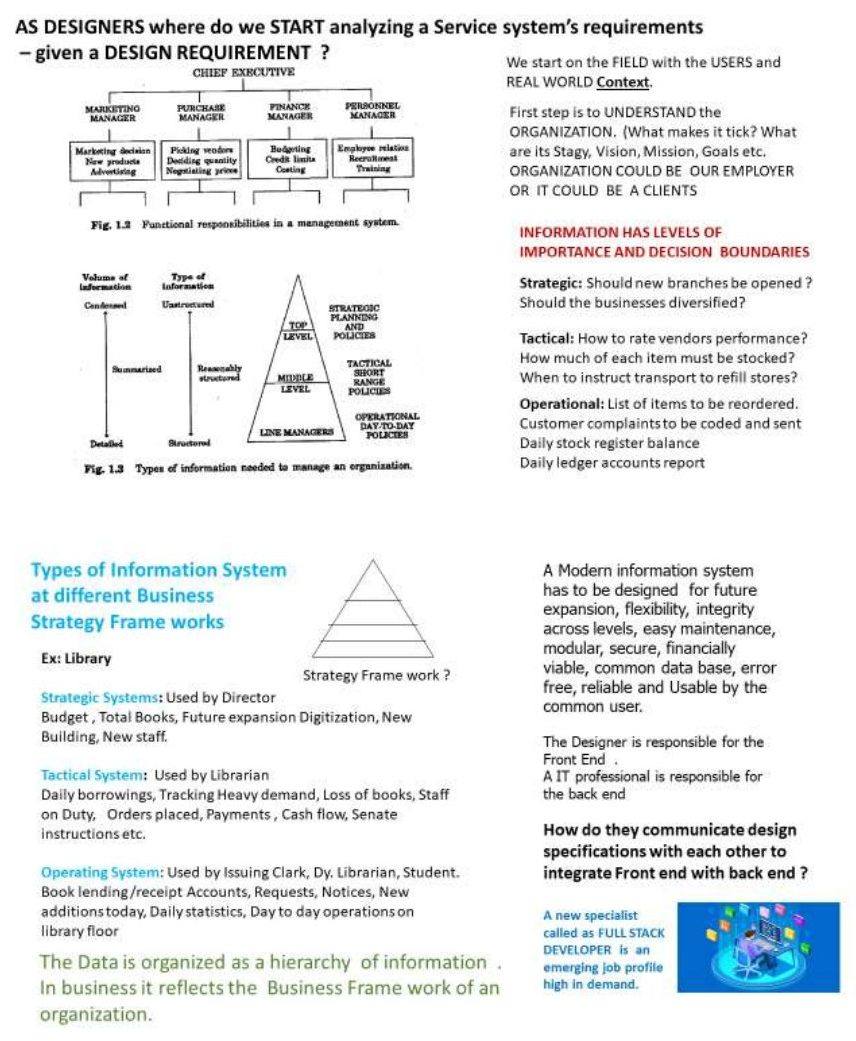 AS DESIGNERS where do we START analyzing a Service system's requirements
– given a DESIGN REQUIREMENT ?
CHIEF EXECUTIVE
MARKETING MANAGER
PURCHASE MANAGER
FINANCE MANAGER
PERSONNEL MANAGER
Marketing decision
New products
Advertising
Picking vendors
Deciding quantity
Negotiating prices
Budgeting
Credit limits
Costing
Employee relation
Recruitment
Training
Fig. 1.2 Functional responsibilities in a management system.
We start on the FIELD with the USERS and
REAL WORLD Context.
First step is to UNDERSTAND the
ORGANIZATION. (What makes it tick? What
are its Stagy, Vision, Mission, Goals etc.
ORGANIZATION COULD BE OUR EMPLOYER
OR IT COULD BE A CLIENTS
INFORMATION HAS LEVELS OF
IMPORTANCE AND DECISION BOUNDARIES
Strategic: Should new branches be opened ?
Should the businesses diversified?
Tactical: How to rate vendors performance?
How much of each item must be stocked?
When to instruct transport to refill stores?
Operational: List of items to be reordered.
Customer complaints to be coded and sent
Daily stock register balance
Daily ledger accounts report
Volume of
information
Condensed
Summarized
Detailed
Type of
information
Unstructured
Reasonably
structured
Structured
TOP
LEVEL
MIDDLE
LEVEL
LINE MANAGERS
STRATEGIC
PLANNING
AND
POLICIES
TACTICAL
SHORT
RANGE
POLICIES
OPERATIONAL
DAY-TO-DAY
POLICIES
Fig. 1.3 Types of information needed to manage an organization.
Types of Information System
at different Business
Strategy Frame works
Ex: Library
Strategy Frame work ?
Strategic Systems: Used by Director
Budget , Total Books, Future expansion Digitization, New
Building, New staff.
Tactical System: Used by Librarian
Daily borrowings, Tracking Heavy demand, Loss of books, Staff
on Duty, Orders placed, Payments , Cash flow, Senate
instructions etc.
Operating System: Used by Issuing Clark, Dy. Librarian, Student.
Book lending/receipt Accounts, Requests, Notices, New
additions today, Daily statistics, Day to day operations on
library floor
The Data is organized as a hierarchy of information .
In business it reflects the Business Frame work of an
organization.
A Modern information system
has to be designed for future
expansion, flexibility, integrity
across levels, easy maintenance,
modular, secure, financially
viable, common data base, error
free, reliable and Usable by the
common user.
The Designer is responsible for the
Front End .
A IT professional is responsible for
the back end
How do they communicate design
specifications with each other to
integrate Front end with back end ?
A new specialist
called as FULL STACK
DEVELOPER is an
emerging job profile
high in demand.